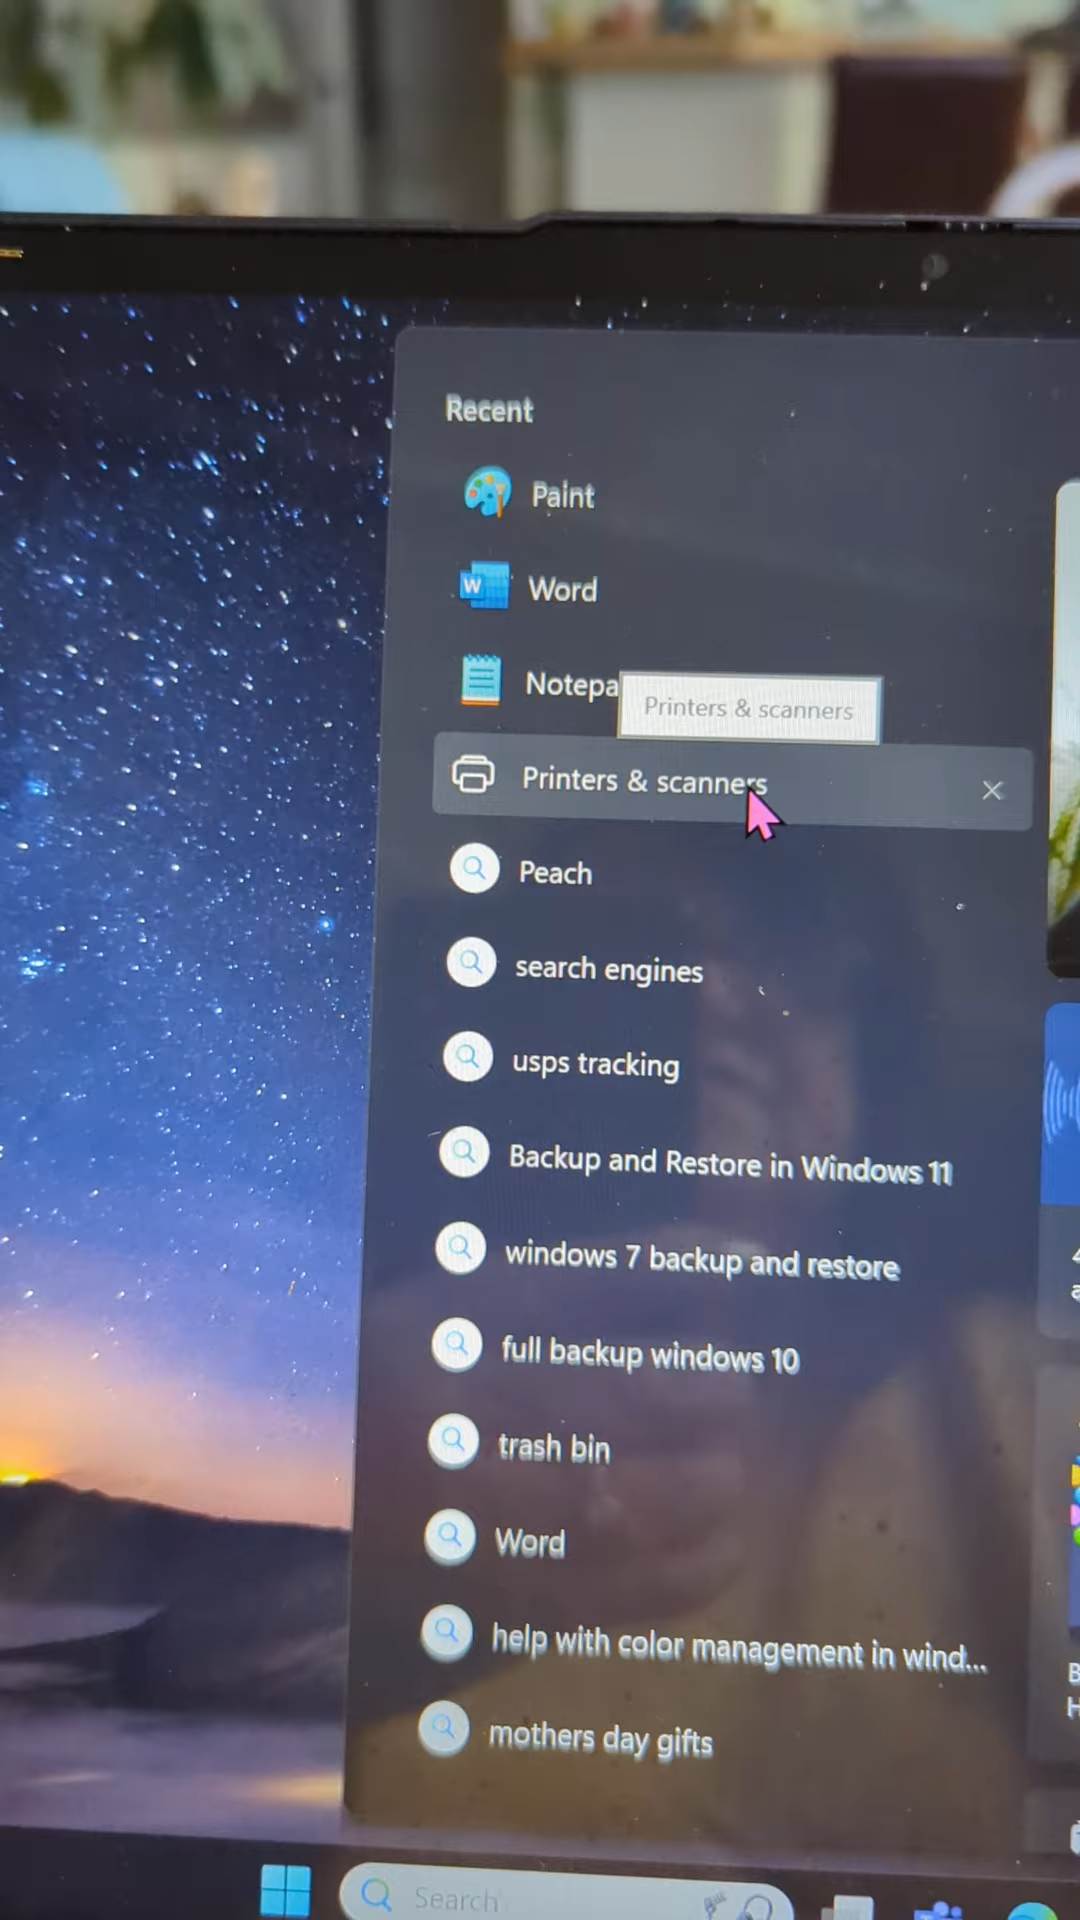 Recent
Paint
Word
Notepa
Printers & scanners
Printers & scanners
Peach
search engines
usps tracking
Backup and Restore in Windows 11
windows 7 backup and restore
full backup windows 10
trash bin
Word
help with color management in wind...
mothers day gifts
Search